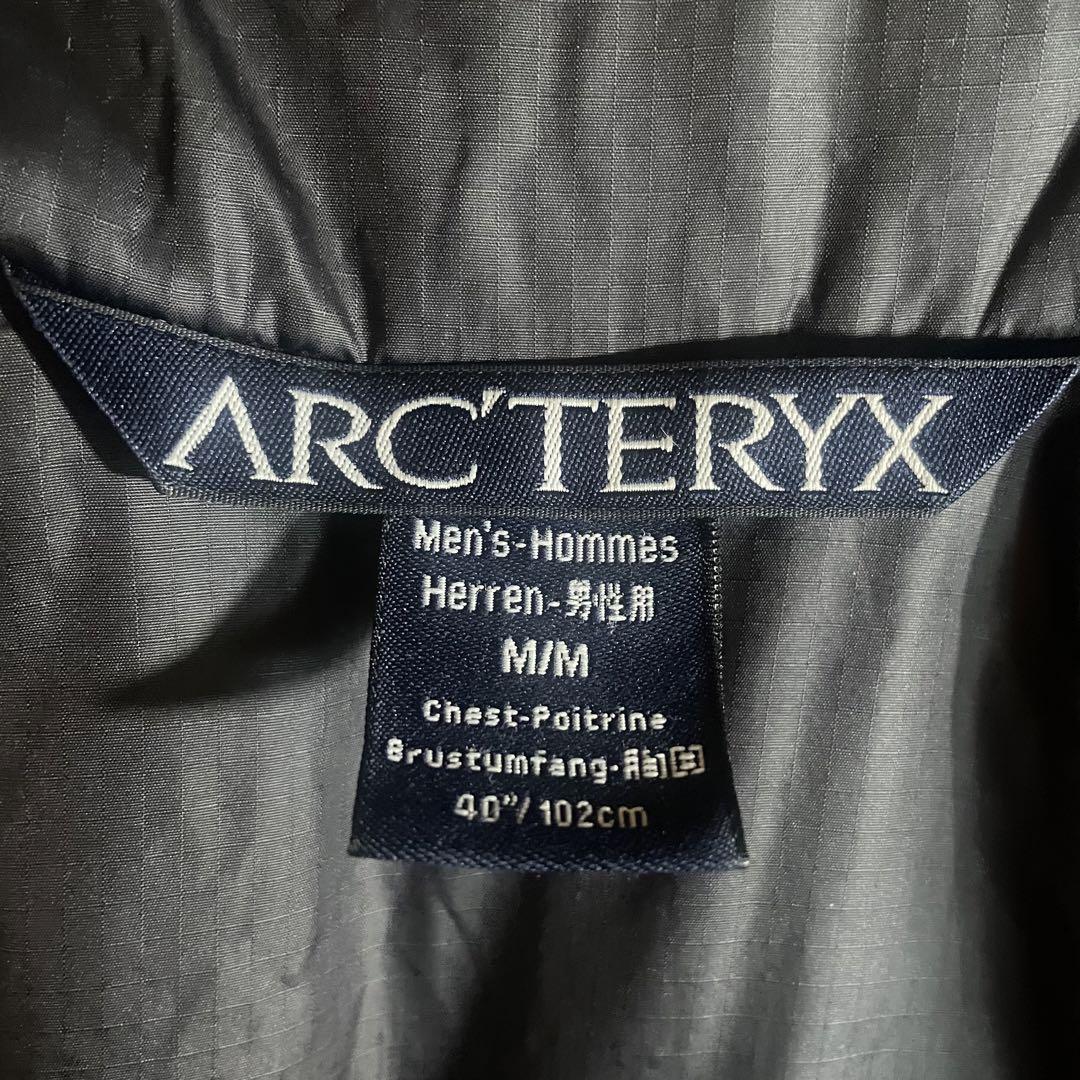 ARC'TERYX
Men's-Hommes
Herren-男性用
M/M
Chest-Poitrine
Brustumfang-胸囲
40"/102cm